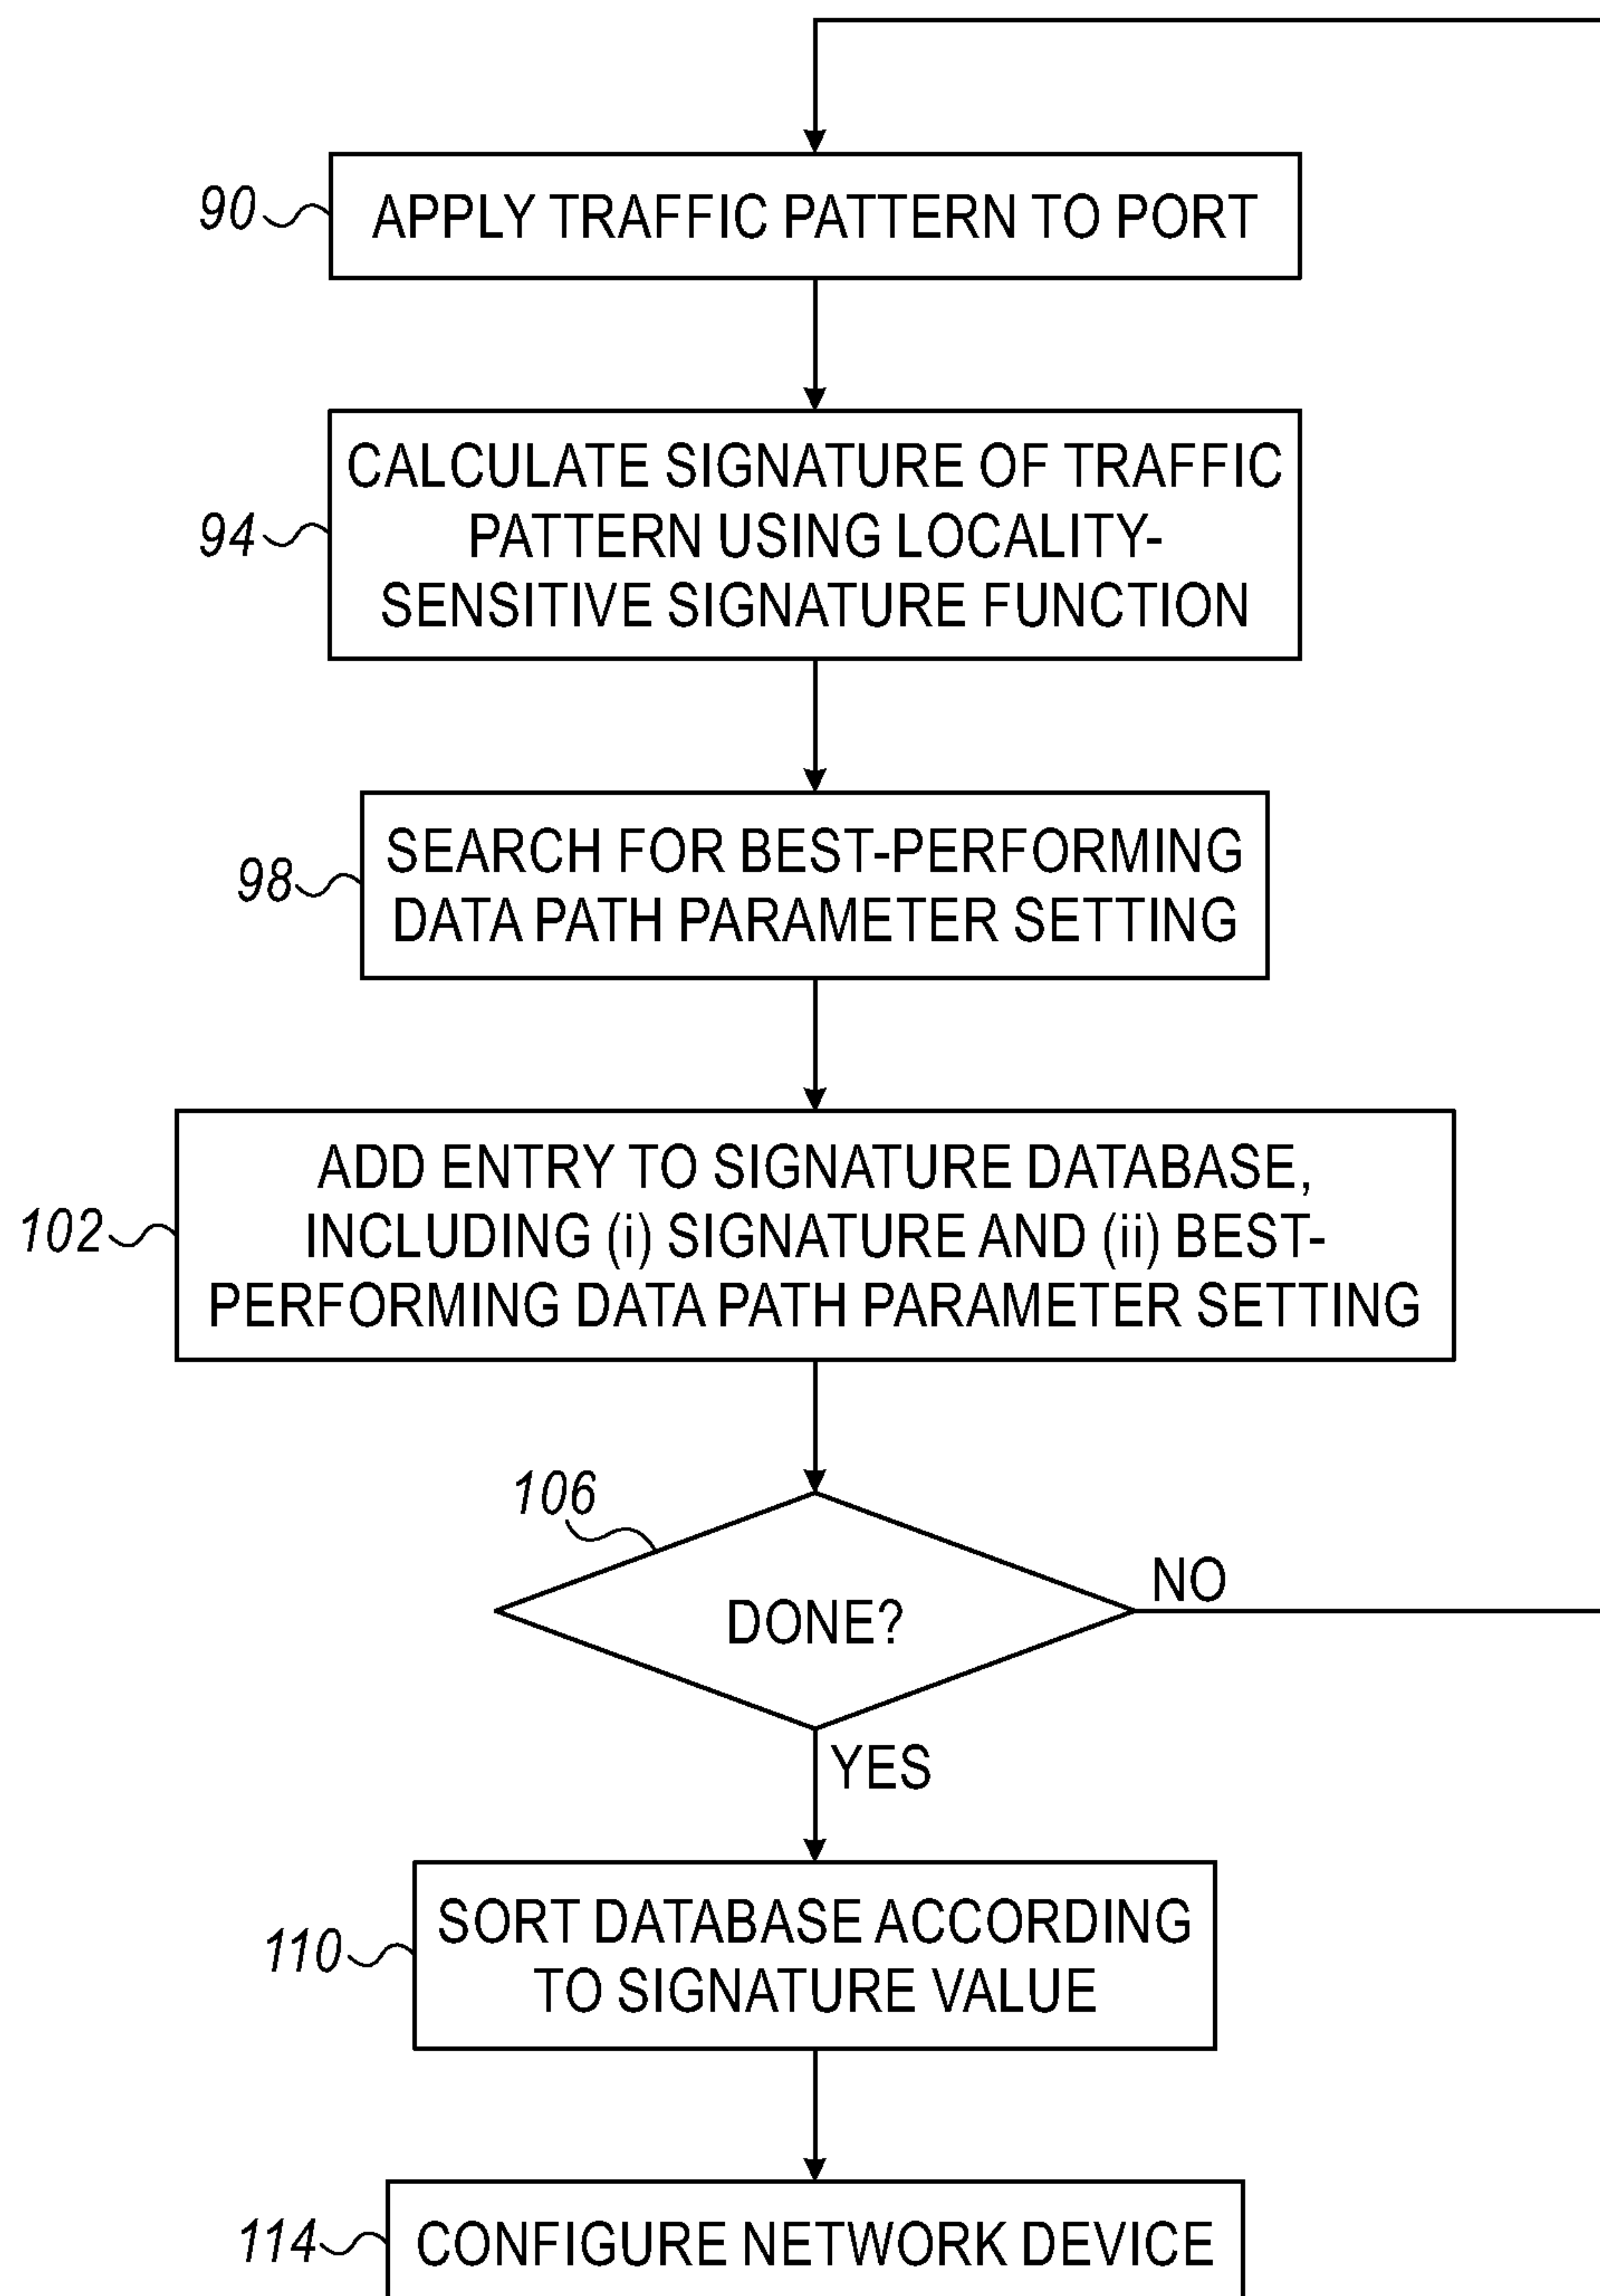 90
APPLY TRAFFIC PATTERN TO PORT
94
CALCULATE SIGNATURE OF TRAFFIC
PATTERN USING LOCALITY-
SENSITIVE SIGNATURE FUNCTION
98
SEARCH FOR BEST-PERFORMING
DATA PATH PARAMETER SETTING
102
ADD ENTRY TO SIGNATURE DATABASE,
INCLUDING (i) SIGNATURE AND (ii) BEST-
PERFORMING DATA PATH PARAMETER SETTING
106
DONE?
NO
YES
110
SORT DATABASE ACCORDING
TO SIGNATURE VALUE
114
CONFIGURE NETWORK DEVICE